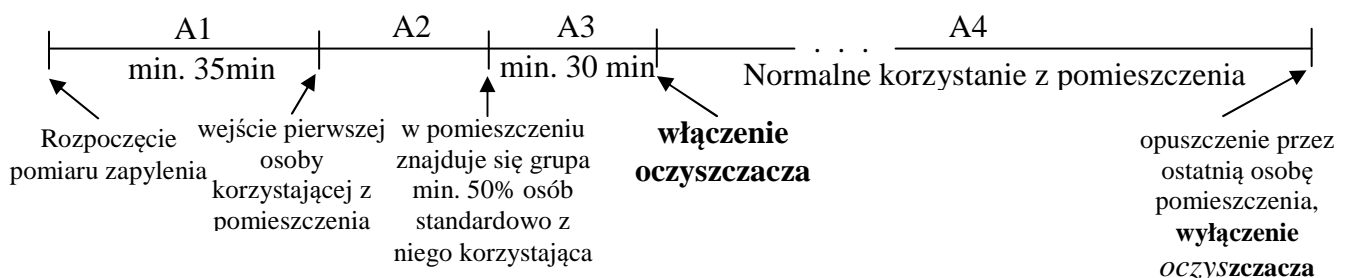 A1 A2 A3 A4
min. 35min min. 30 min Normalne korzystanie z pomieszczenia
Rozpoczęcie
pomiaru zapylenia
wejście pierwszej
osoby
korzystającej z
pomieszczenia
w pomieszczeniu
znajduje się grupa
min. 50% osób
standardowo z
niego korzystająca
włączenie
oczyszczacza
opuszczenie przez
ostatnią osobę
pomieszczenia,
wyłączenie
oczyszczacza